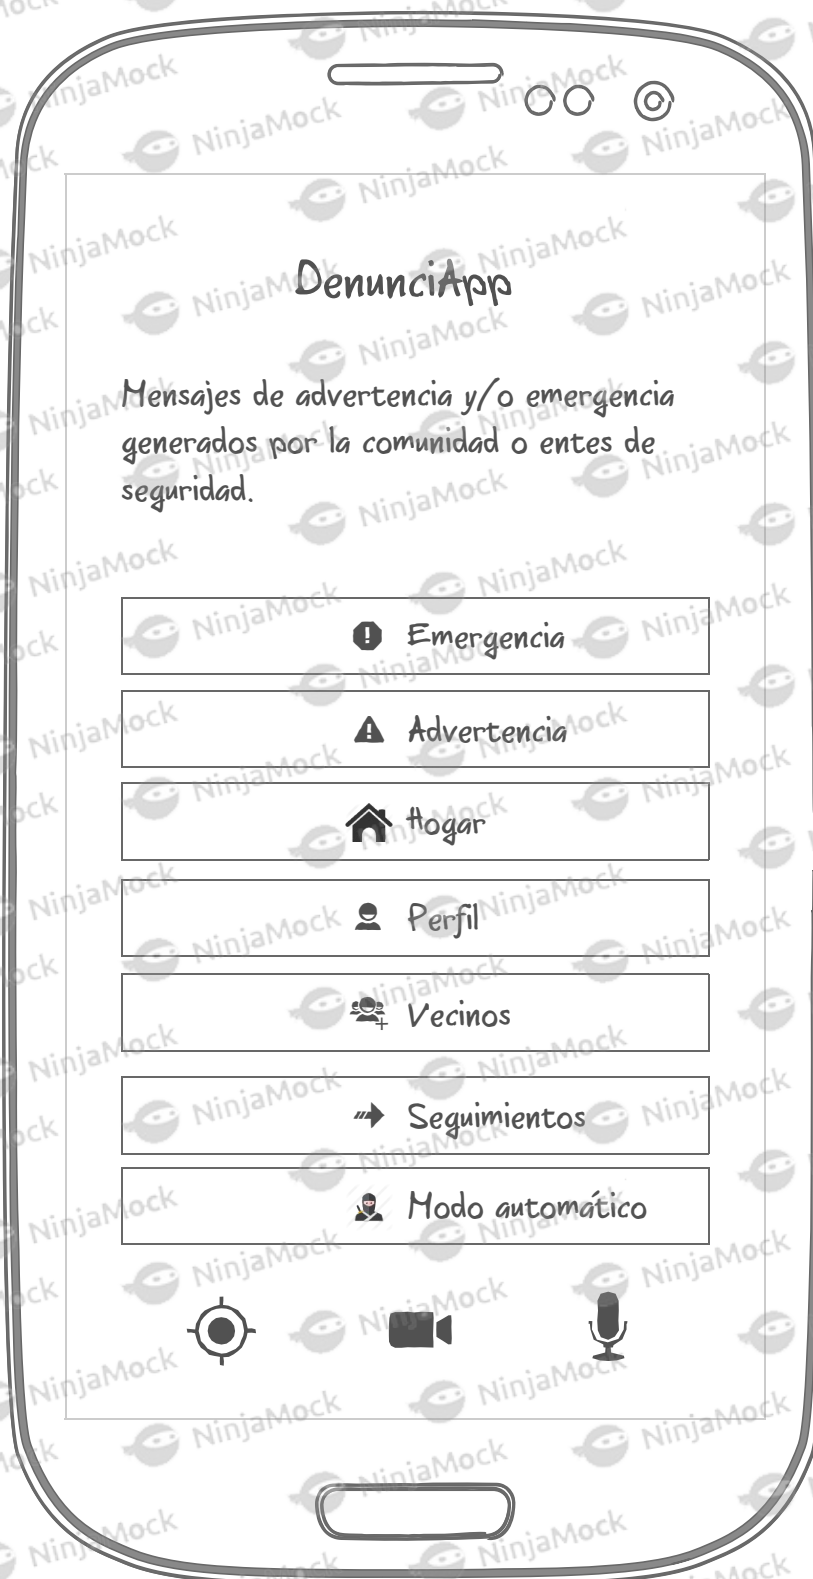 DenunciApp
Mensajes de advertencia y/o emergencia
generados por la comunidad o entes de
seguridad.
Emergencia
Advertencia
Hogar
Perfil
Vecinos
Seguimientos
Modo automático
NinjaMock